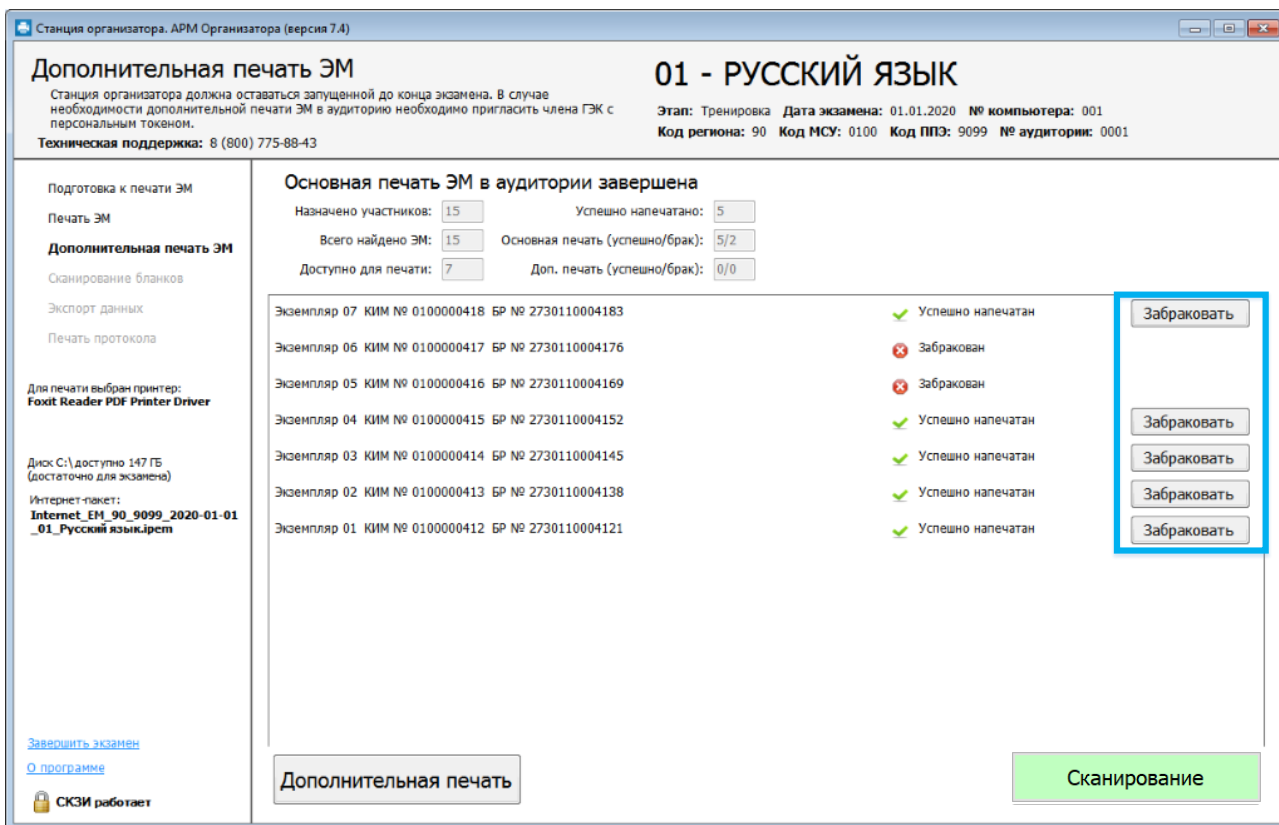 Станция организатора. АРМ Организатора (версия 7.4)
Дополнительная печать ЭМ
Станция организатора должна оставаться запущенной до конца экзамена. В случае
необходимости дополнительной печати ЭМ в аудиторию необходимо пригласить члена ГЭК с
персональным токеном.
Техническая поддержка: 8 (800) 775-88-43
01 - РУССКИЙ ЯЗЫК
Этап: Тренировка Дата экзамена: 01.01.2020 № компьютера: 001
Код региона: 90 Код МСУ: 0100 Код ППЭ: 9099 № аудитории: 0001
Подготовка к печати ЭМ
Печать ЭМ
Дополнительная печать ЭМ
Сканирование бланков
Экспорт данных
Печать протокола
Для печати выбран принтер:
Foxit Reader PDF Printer Driver
Диск C:\ доступно 147 ГБ
(достаточно для экзамена)
Интернет-пакет:
Internet_EM_90_9099_2020-01-01
_01_Русский язык.ipem
Завершить экзамен
О программе
СКЗИ работает
Основная печать ЭМ в аудитории завершена
Назначено участников: 15 Успешно напечатано: 5
Всего найдено ЭМ: 15 Основная печать (успешно/брак): 5/2
Доступно для печати: 7 Доп. печать (успешно/брак): 0/0
Экземпляр 07 КИМ № 0100000418 БР № 2730110004183 Успешно напечатан Забраковать
Экземпляр 06 КИМ № 0100000417 БР № 2730110004176 Забракован
Экземпляр 05 КИМ № 0100000416 БР № 2730110004169 Забракован
Экземпляр 04 КИМ № 0100000415 БР № 2730110004152 Успешно напечатан Забраковать
Экземпляр 03 КИМ № 0100000414 БР № 2730110004145 Успешно напечатан Забраковать
Экземпляр 02 КИМ № 0100000413 БР № 2730110004138 Успешно напечатан Забраковать
Экземпляр 01 КИМ № 0100000412 БР № 2730110004121 Успешно напечатан Забраковать
Дополнительная печать
Сканирование